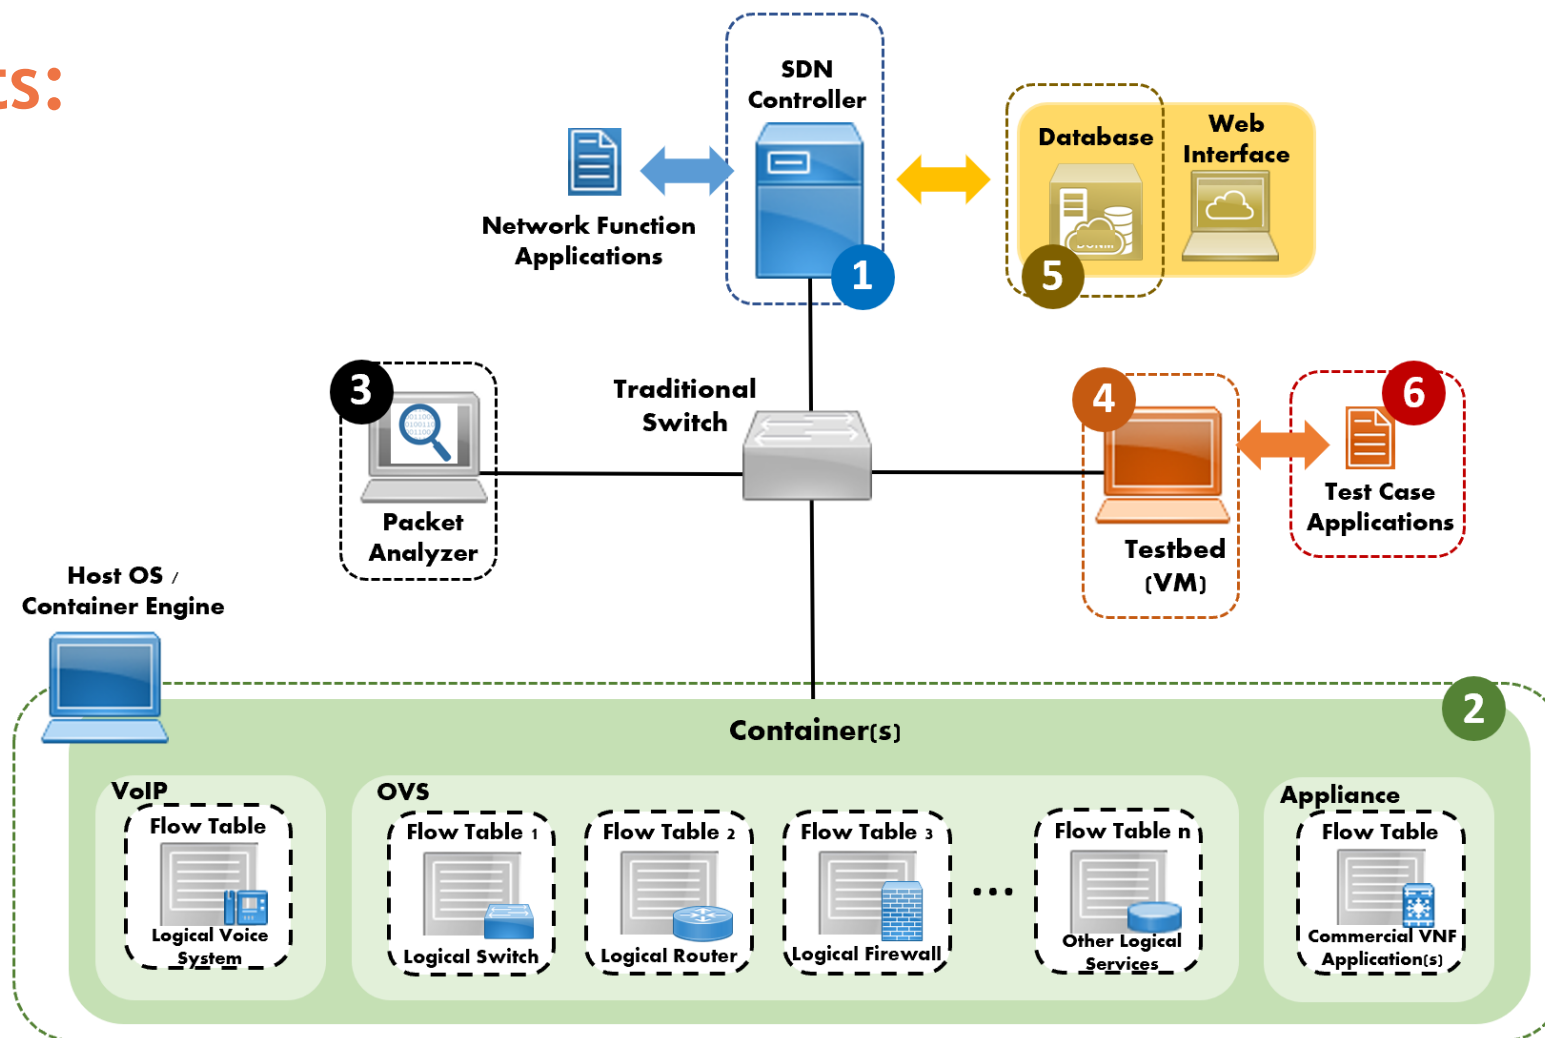 ts:
SDN
Controller
Database
Web
Interface
Network Function
Applications
1
5
3
Traditional
Switch
4
6
Packet
Analyzer
Testbed
(VM)
Test Case
Applications
Host OS /
Container Engine
2
Container(s)
VoIP
Flow Table
Logical Voice
System
OVS
Flow Table 1
Logical Switch
Flow Table 2
Logical Router
Flow Table 3
Logical Firewall
...
Flow Table n
Other Logical
Services
Appliance
Flow Table
Commercial VNF
Application(s)